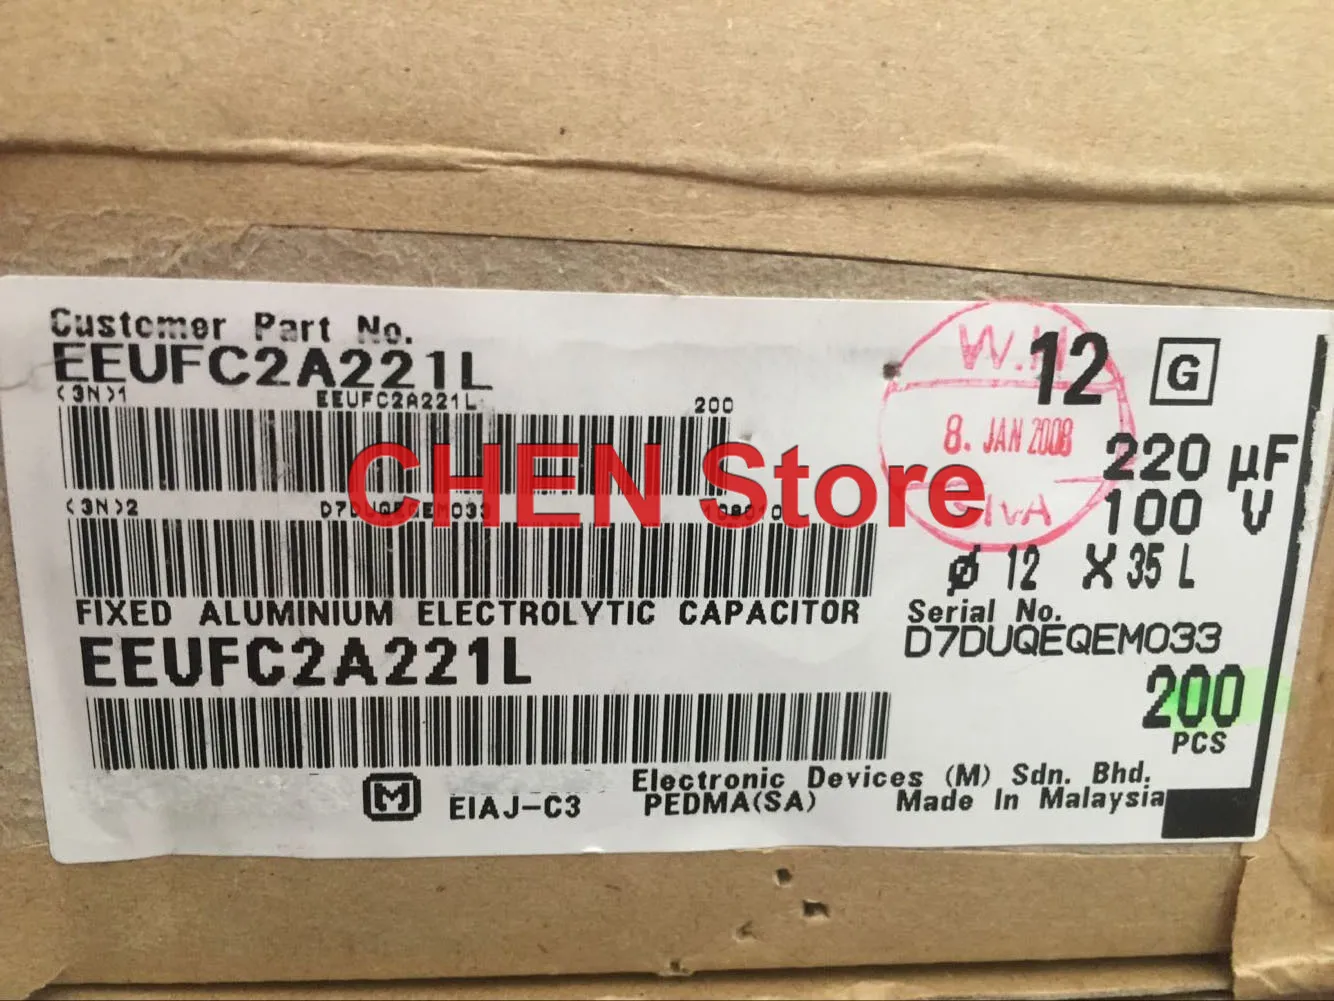 Customer Part No.
EEUFC2A221L
(3N)1 EEUFC2A221L 200
(3N)2 D7DUQEQEM033
FIXED ALUMINIUM ELECTROLYTIC CAPACITOR
EEUFC2A221L
M EIAJ-C3
Electronic Devices (M) Sdn. Bhd.
PEDMA(SA) Made In Malaysia
12 G
W.H
8. JAN 2008
220 µF
100 V
ø 12 X 35 L
Serial No.
D7DUQEQEM033
200
PCS
CHEN Store